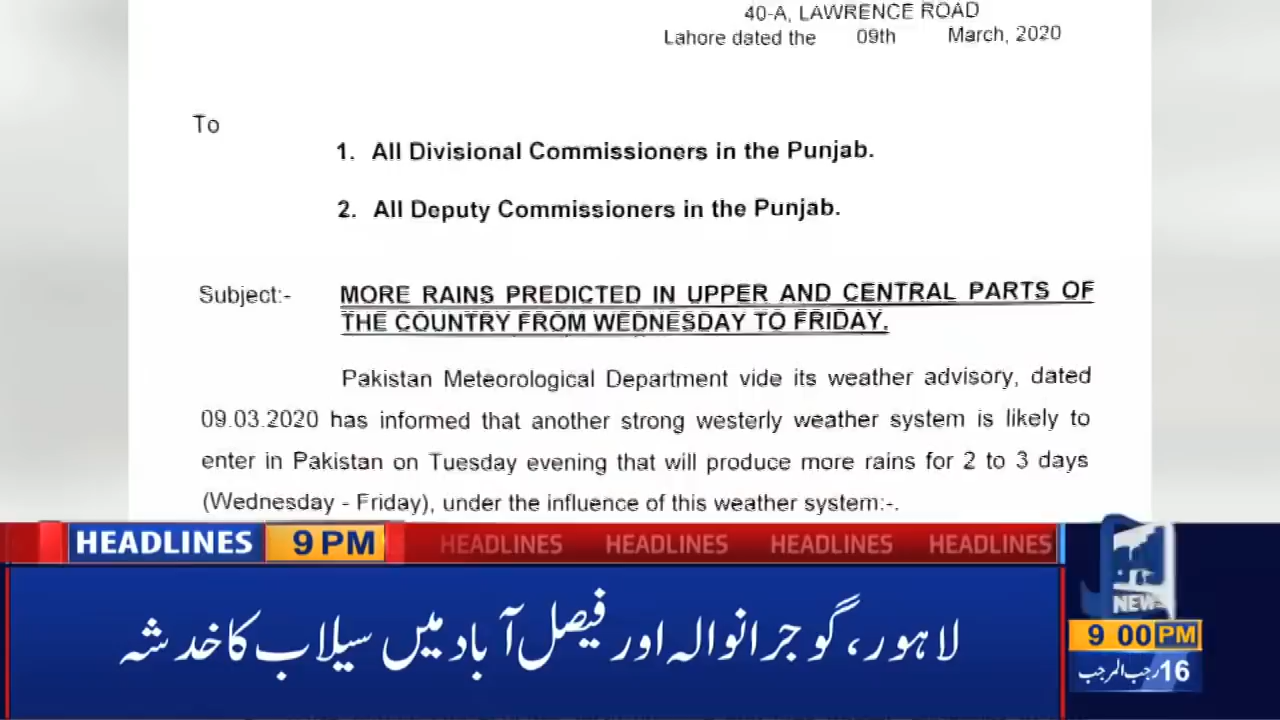 40-A, LAWRENCE ROAD
Lahore dated the 09th March, 2020
To
1. All Divisional Commissioners in the Punjab.
2. All Deputy Commissioners in the Punjab.
Subject:- MORE RAINS PREDICTED IN UPPER AND CENTRAL PARTS OF
THE COUNTRY FROM WEDNESDAY TO FRIDAY.
Pakistan Meteorological Department vide its weather advisory, dated
09.03.2020 has informed that another strong westerly weather system is likely to
enter in Pakistan on Tuesday evening that will produce more rains for 2 to 3 days
(Wednesday - Friday), under the influence of this weather system:-.
HEADLINES 9 PM HEADLINES HEADLINES HEADLINES HEADLINES
لاہور، گوجرانوالہ اور فیصل آباد میں سیلاب کا خدشہ
NEWS
9 00 PM
16 رجب المرجب